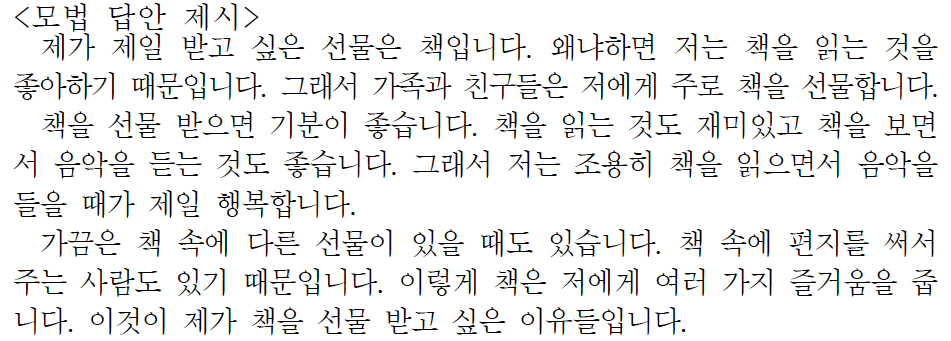 <모법 답안 제시>
제가 제일 받고 싶은 선물은 책입니다. 왜냐하면 저는 책을 읽는 것을
좋아하기 때문입니다. 그래서 가족과 친구들은 저에게 주로 책을 선물합니다.
책을 선물 받으면 기분이 좋습니다. 책을 읽는 것도 재미있고 책을 보면
서 음악을 듣는 것도 좋습니다. 그래서 저는 조용히 책을 읽으면서 음악을
들을 때가 제일 행복합니다.
가끔은 책 속에 다른 선물이 있을 때도 있습니다. 책 속에 편지를 써서
주는 사람도 있기 때문입니다. 이렇게 책은 저에게 여러 가지 즐거움을 줍
니다. 이것이 제가 책을 선물 받고 싶은 이유들입니다.